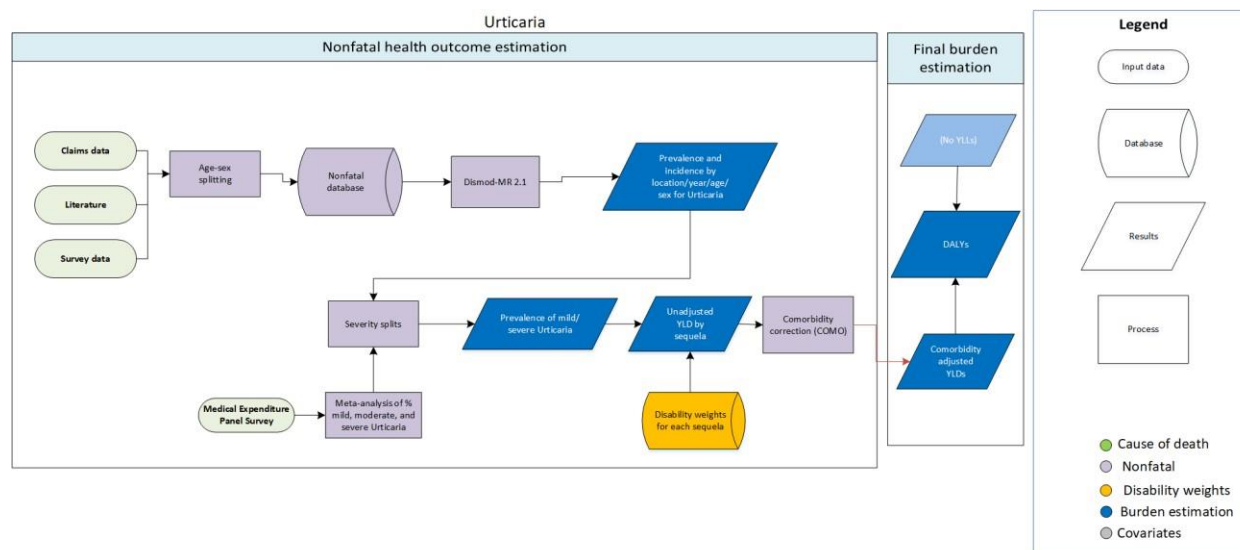 Urticaria
Nonfatal health outcome estimation
Claims data
Literature
Survey data
Age-sex
splitting
Nonfatal
database
Dismod-MR 2.1
Prevalence and
Incidence by
location/year/age/
sex for Urticaria
Severity splits
Prevalence of mild/
severe Urticaria
Unadjusted
YLD by
sequela
Comorbidity
correction (COMO)
Medical Expenditure
Panel Survey
Meta-analysis of %
mild, moderate, and
severe Urticaria
Disability weights
for each sequela
Final burden
estimation
(No YLLs)
DALYs
Comorbidity
adjusted
YLDs
Legend
Input data
Database
Results
Process
Cause of death
Nonfatal
Disability weights
Burden estimation
Covariates